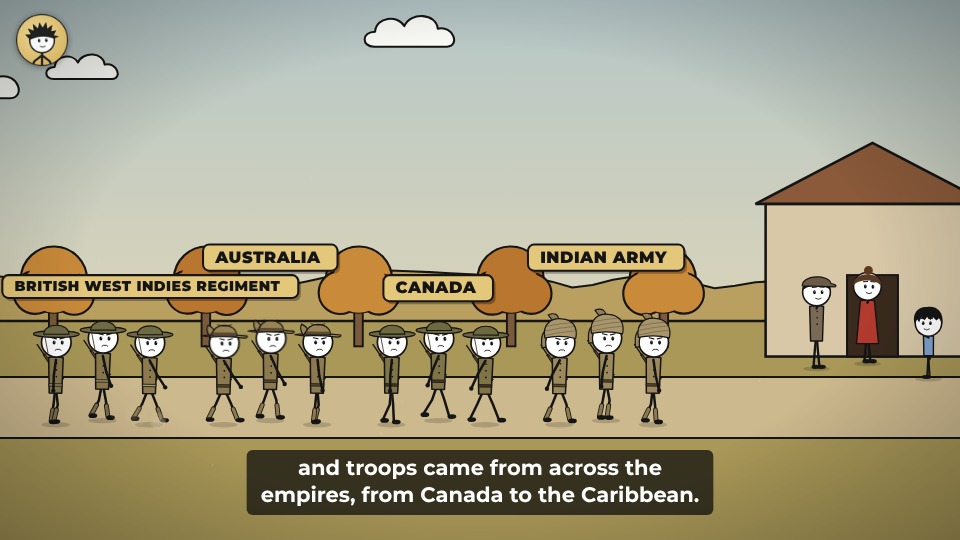 AUSTRALIA
INDIAN ARMY
BRITISH WEST INDIES REGIMENT
CANADA
and troops came from across the
empires, from Canada to the Caribbean.